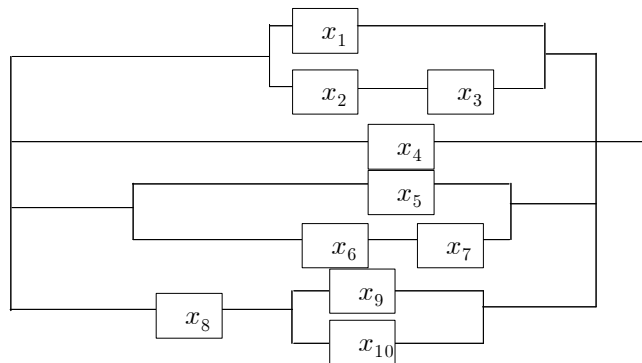 x₁
x₂ x₃
x₄
x₅
x₆ x₇
x₉
x₈
x₁₀